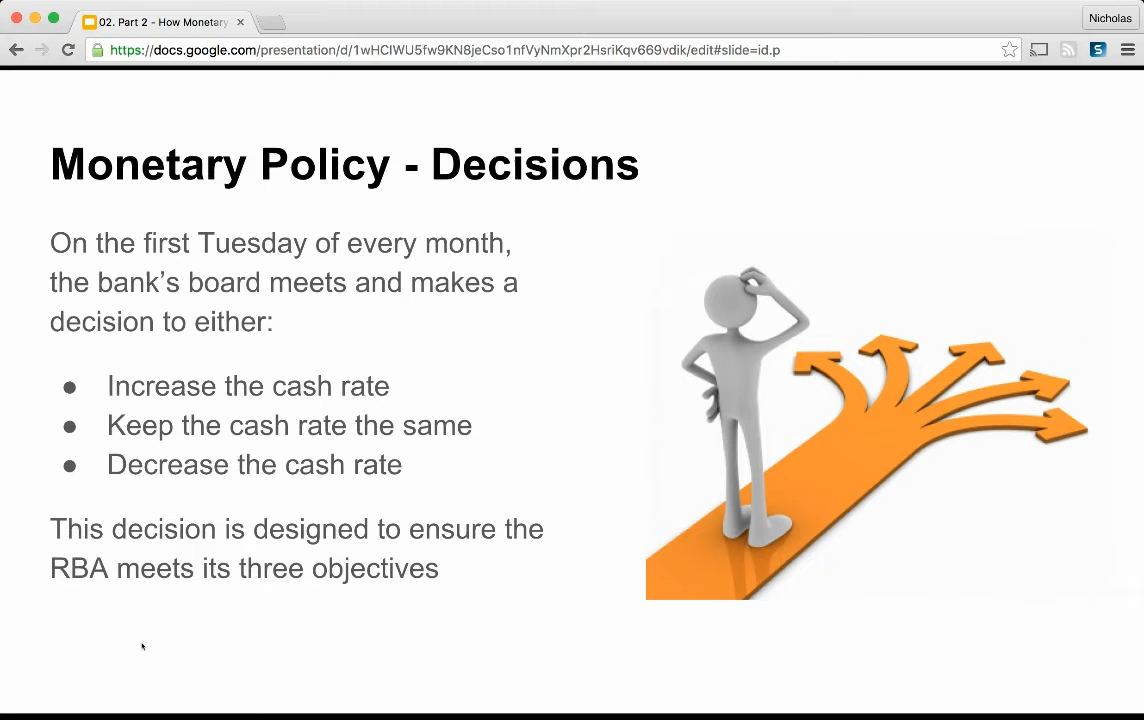 02. Part 2 - How Monetary
Nicholas
https://docs.google.com/presentation/d/1wHCIWU5fw9KN8jeCso1nfVyNmXpr2HsriKqv669vdik/edit#slide=id.p
Monetary Policy - Decisions
On the first Tuesday of every month,
the bank’s board meets and makes a
decision to either:
● Increase the cash rate
● Keep the cash rate the same
● Decrease the cash rate
This decision is designed to ensure the
RBA meets its three objectives